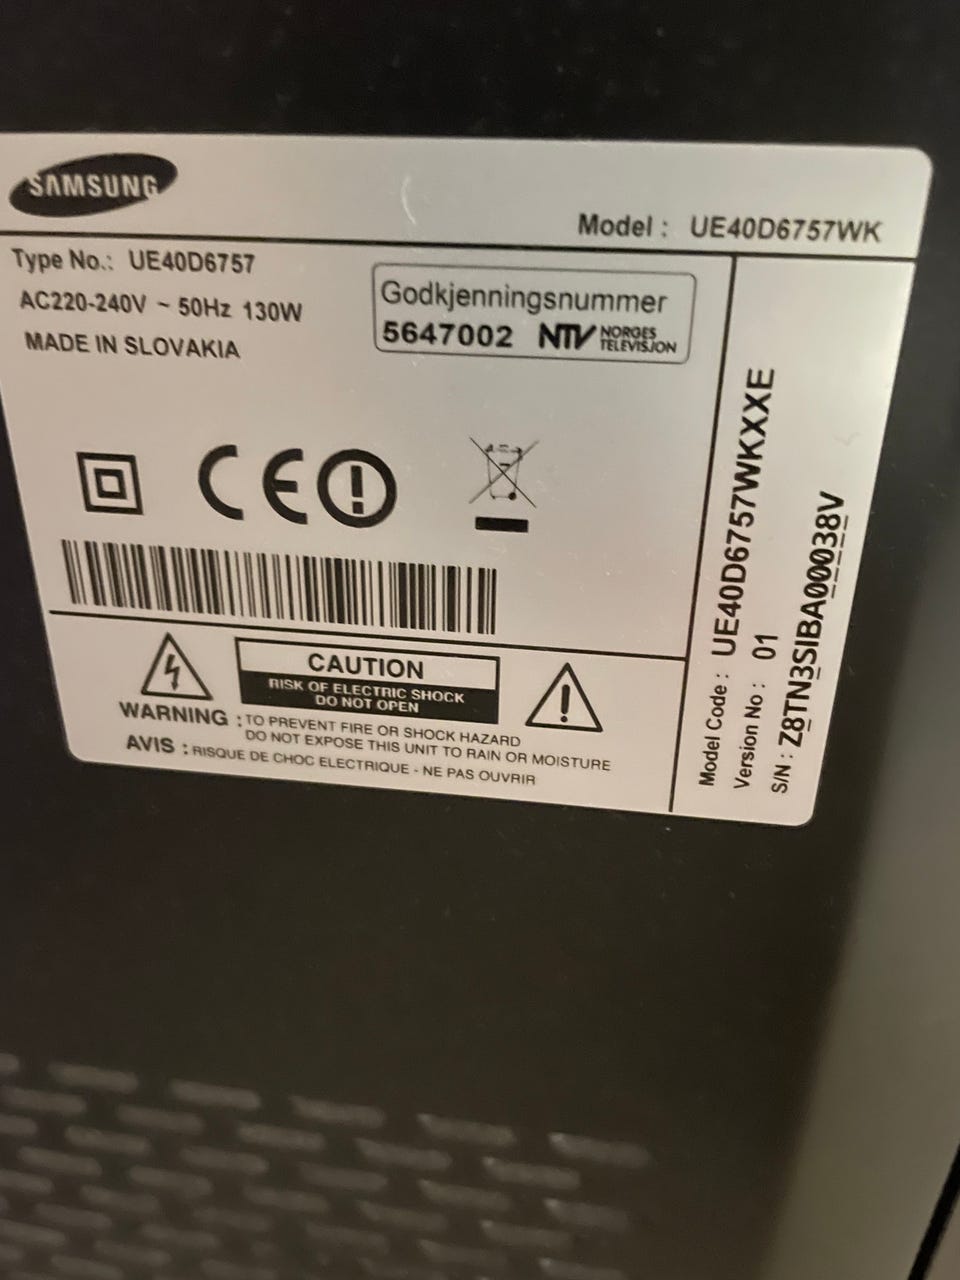 SAMSUNG
Model : UE40D6757WK
Type No.: UE40D6757
AC220-240V ~ 50Hz 130W
MADE IN SLOVAKIA
Godkjenningsnummer
5647002 NTV NORGES
TELEVISJON
CE
CAUTION
RISK OF ELECTRIC SHOCK
DO NOT OPEN
WARNING : TO PREVENT FIRE OR SHOCK HAZARD
DO NOT EXPOSE THIS UNIT TO RAIN OR MOISTURE
AVIS : RISQUE DE CHOC ELECTRIQUE - NE PAS OUVRIR
Model Code : UE40D6757WKXXE
Version No : 01
S/N : Z8TN3SIBA00038V